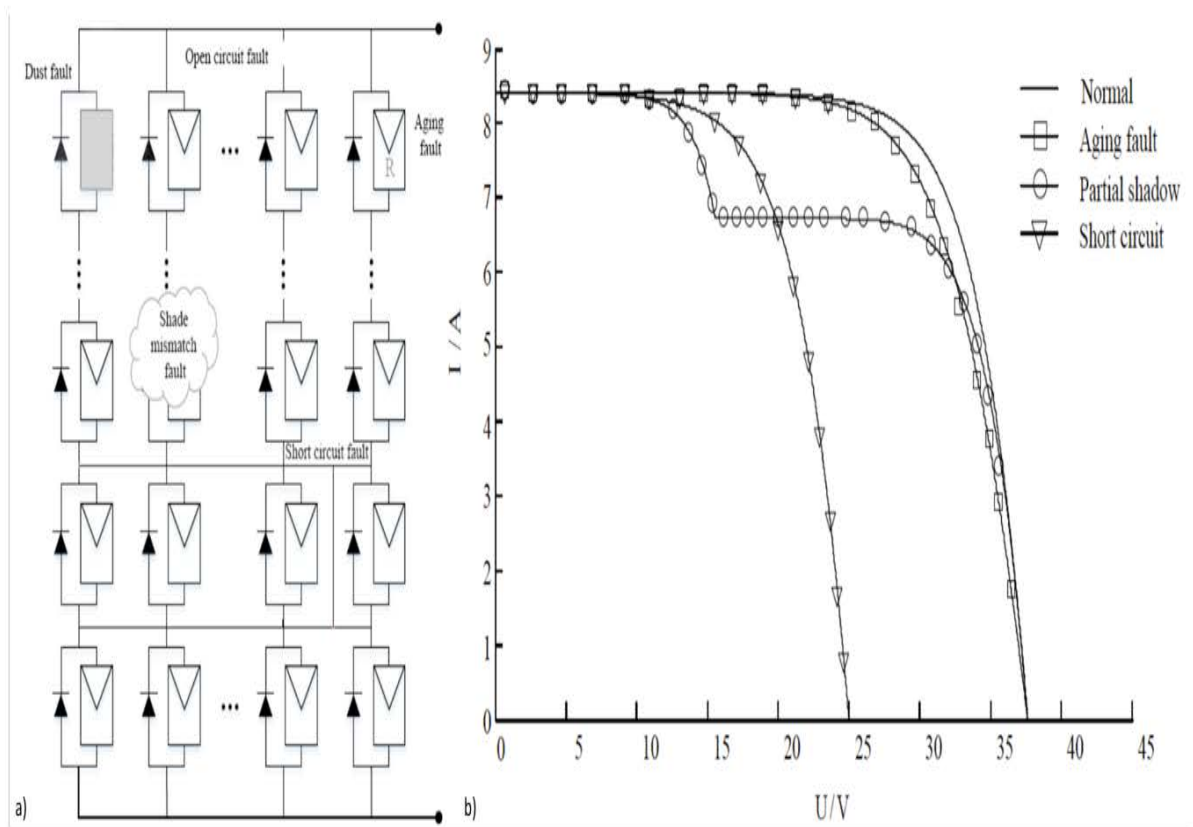 Dust fault
Open circuit fault
Aging
fault
R
Shade
mismatch
fault
Short circuit fault
a)
b)
I / A
9
8
7
6
5
4
3
2
1
0
0 5 10 15 20 25 30 35 40 45
U/V
Normal
Aging fault
Partial shadow
Short circuit